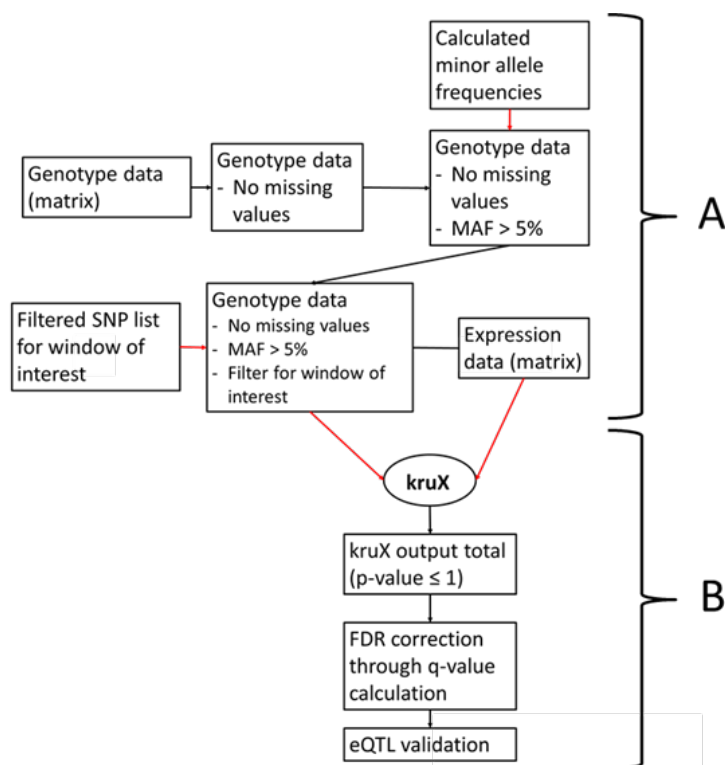 Calculated
minor allele
frequencies
Genotype data
(matrix)
Genotype data
- No missing
values
Genotype data
- No missing
values
- MAF > 5%
A
Filtered SNP list
for window of
interest
Genotype data
- No missing values
- MAF > 5%
- Filter for window of
interest
Expression
data (matrix)
kruX
kruX output total
(p-value ≤ 1)
B
FDR correction
through q-value
calculation
eQTL validation